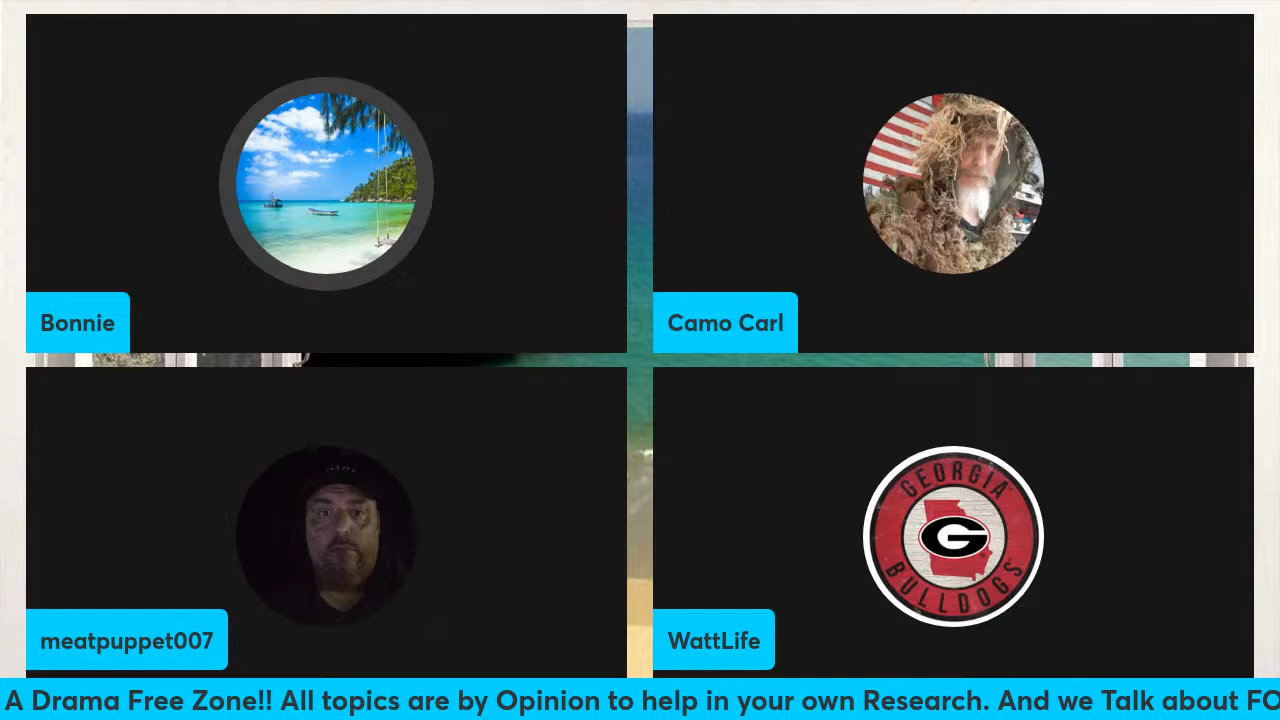 Bonnie
Camo Carl
meatpuppet007
GEORGIA
G
BULLDOGS
WattLife
A Drama Free Zone!! All topics are by Opinion to help in your own Research. And we Talk about FO